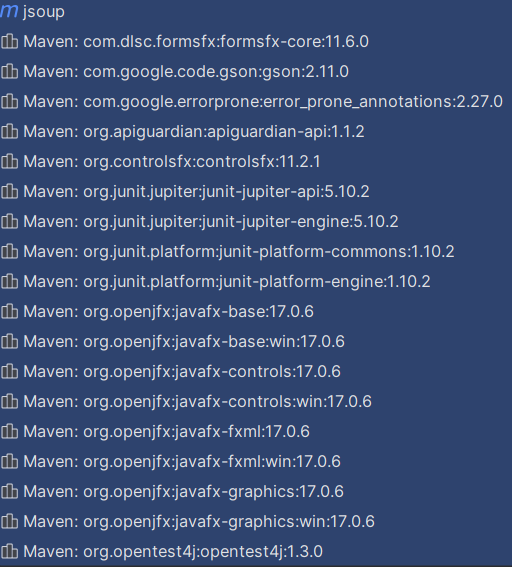 m jsoup
Maven: com.dlsc.formsfx:formsfx-core:11.6.0
Maven: com.google.code.gson:gson:2.11.0
Maven: com.google.errorprone:error_prone_annotations:2.27.0
Maven: org.apiguardian:apiguardian-api:1.1.2
Maven: org.controlsfx:controlsfx:11.2.1
Maven: org.junit.jupiter:junit-jupiter-api:5.10.2
Maven: org.junit.jupiter:junit-jupiter-engine:5.10.2
Maven: org.junit.platform:junit-platform-commons:1.10.2
Maven: org.junit.platform:junit-platform-engine:1.10.2
Maven: org.openjfx:javafx-base:17.0.6
Maven: org.openjfx:javafx-base:win:17.0.6
Maven: org.openjfx:javafx-controls:17.0.6
Maven: org.openjfx:javafx-controls:win:17.0.6
Maven: org.openjfx:javafx-fxml:17.0.6
Maven: org.openjfx:javafx-fxml:win:17.0.6
Maven: org.openjfx:javafx-graphics:17.0.6
Maven: org.openjfx:javafx-graphics:win:17.0.6
Maven: org.opentest4j:opentest4j:1.3.0